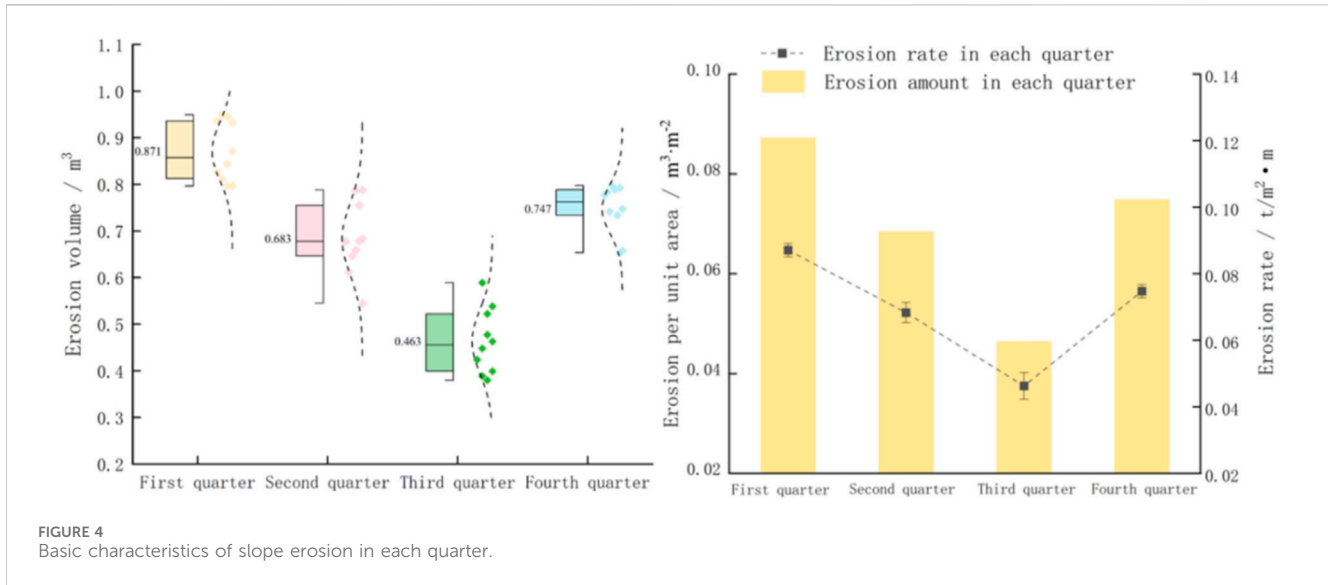 1.1
1.0
0.9
0.8
0.7
0.6
0.5
0.4
0.3
0.2
Erosion volume / m³
0.871
0.683
0.463
0.747
First quarter
Second quarter
Third quarter
Fourth quarter
Erosion rate in each quarter
Erosion amount in each quarter
0.10
0.08
0.06
0.04
0.02
Erosion per unit area / m³·m⁻²
0.14
0.12
0.10
0.08
0.06
0.04
0.02
Erosion rate / t/m²•m
First quarter
Second quarter
Third quarter
Fourth quarter
FIGURE 4
Basic characteristics of slope erosion in each quarter.